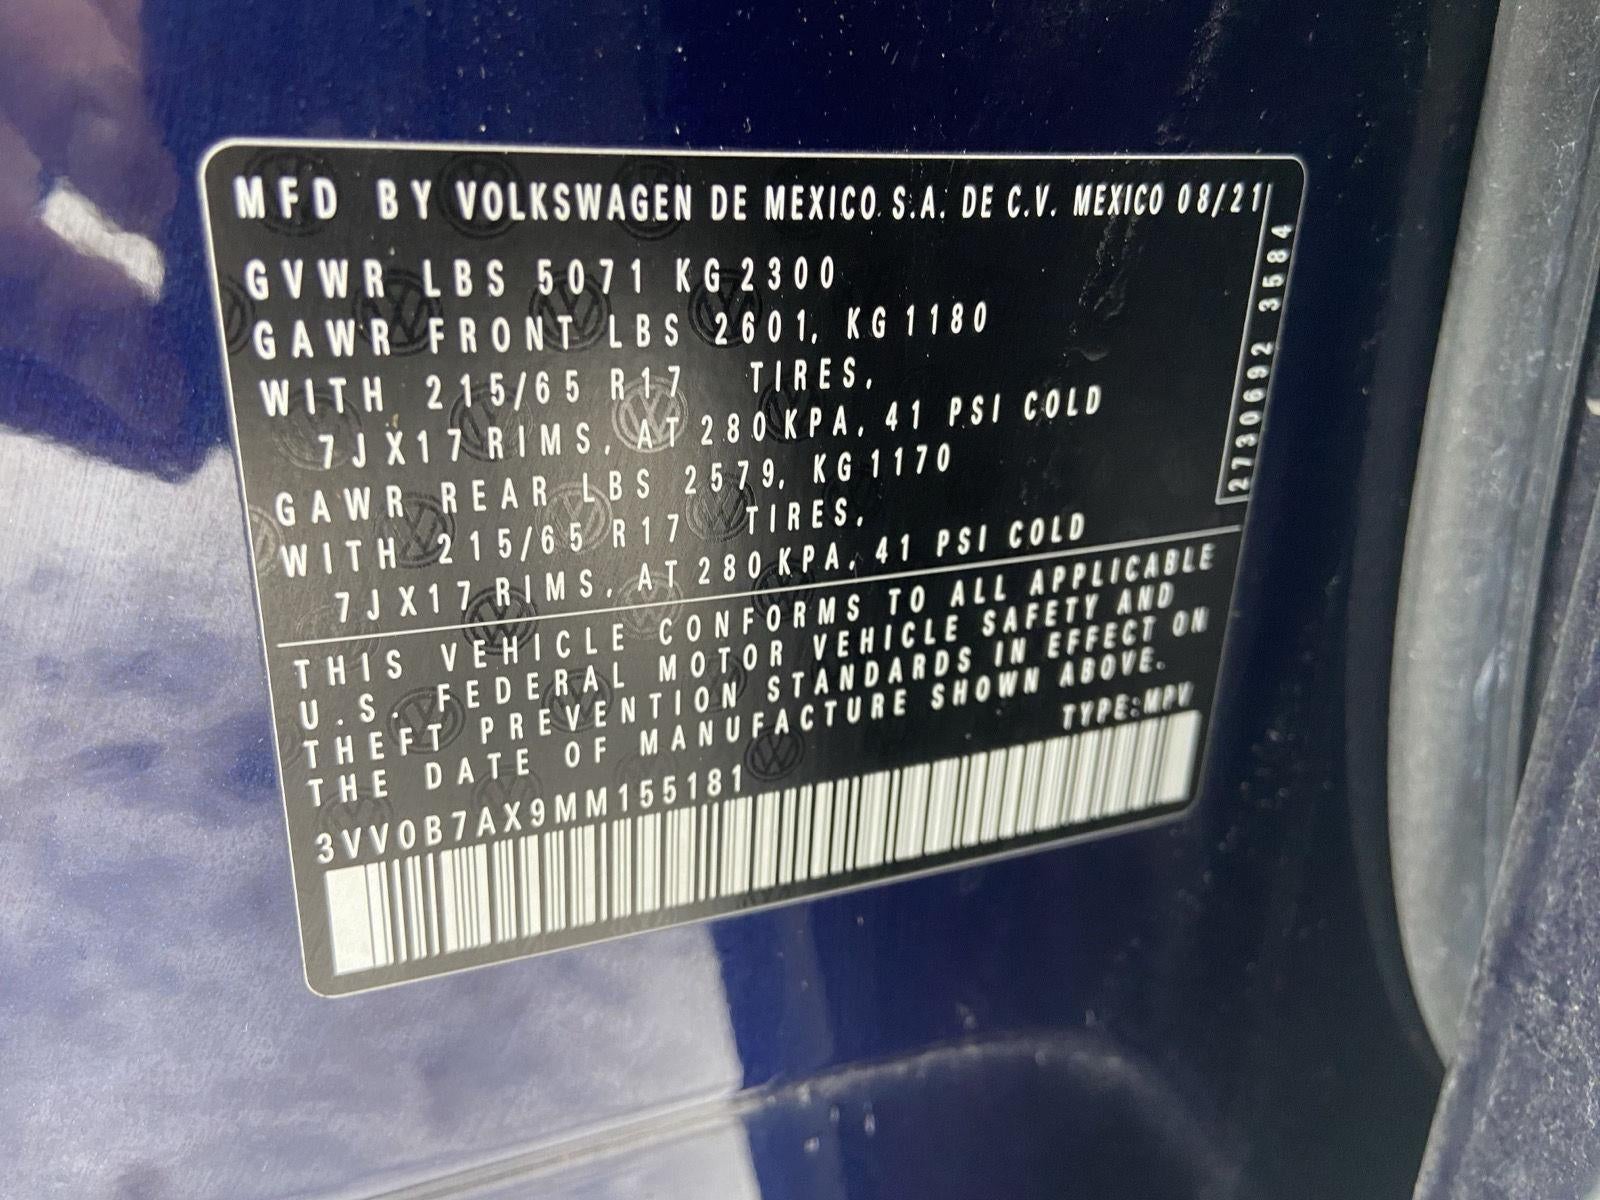 MFD BY VOLKSWAGEN DE MEXICO S.A. DE C.V. MEXICO 08/21
GVWR LBS 5071 KG 2300
GAWR FRONT LBS 2601, KG 1180
WITH 215/65 R17 TIRES,
7JX17 RIMS, AT 280 KPA, 41 PSI COLD
GAWR REAR LBS 2579, KG 1170
WITH 215/65 R17 TIRES,
7JX17 RIMS, AT 280 KPA, 41 PSI COLD
2730692 3584
THIS VEHICLE CONFORMS TO ALL APPLICABLE
U.S. FEDERAL MOTOR VEHICLE SAFETY AND
THEFT PREVENTION STANDARDS IN EFFECT ON
THE DATE OF MANUFACTURE SHOWN ABOVE.
TYPE:MPV
3VV0B7AX9MM155181